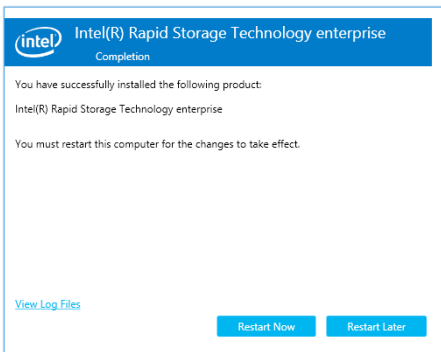 intel
Intel(R) Rapid Storage Technology enterprise
Completion
You have successfully installed the following product:
Intel(R) Rapid Storage Technology enterprise
You must restart this computer for the changes to take effect.
View Log Files
Restart Now
Restart Later